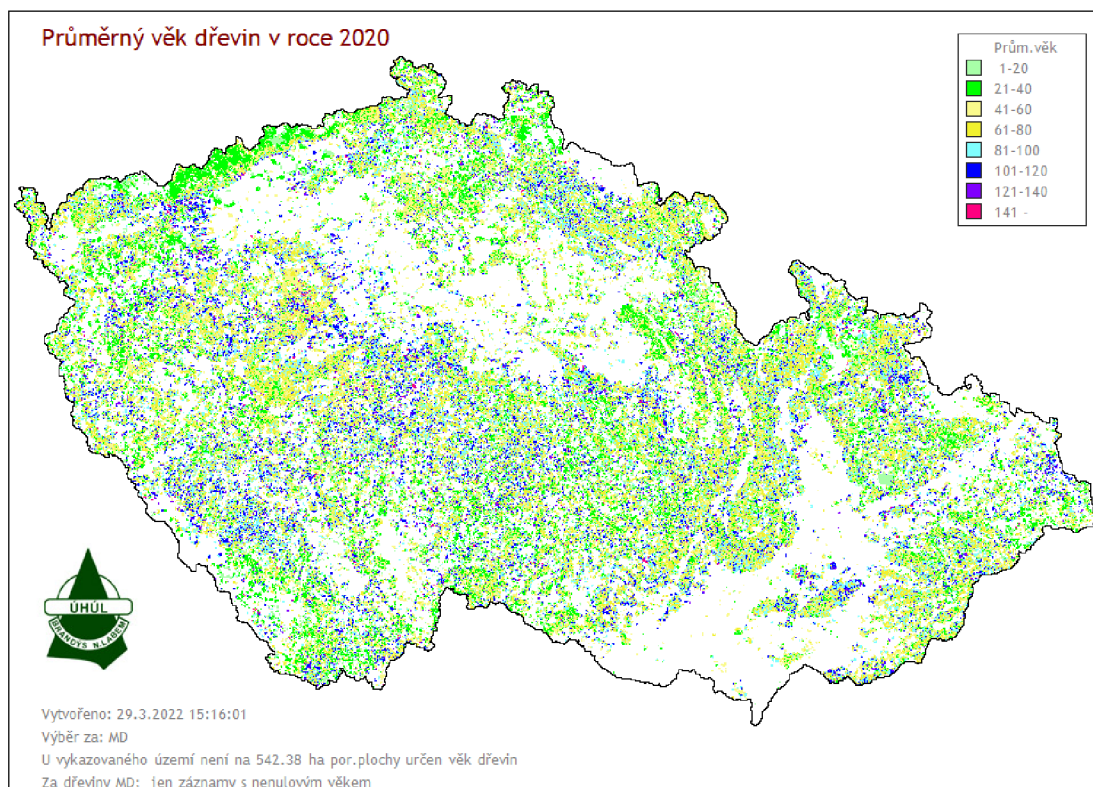 Průměrný věk dřevin v roce 2020
Prům.věk
1-20
21-40
41-60
61-80
81-100
101-120
121-140
141 -
ÚHÚL
BRANDÝS N.LABEM
Vytvořeno: 29.3.2022 15:16:01
Výběr za: MD
U vykazovaného území není na 542.38 ha por.plochy určen věk dřevin
Za dřeviny MD: jen záznamy s nenulovým věkem